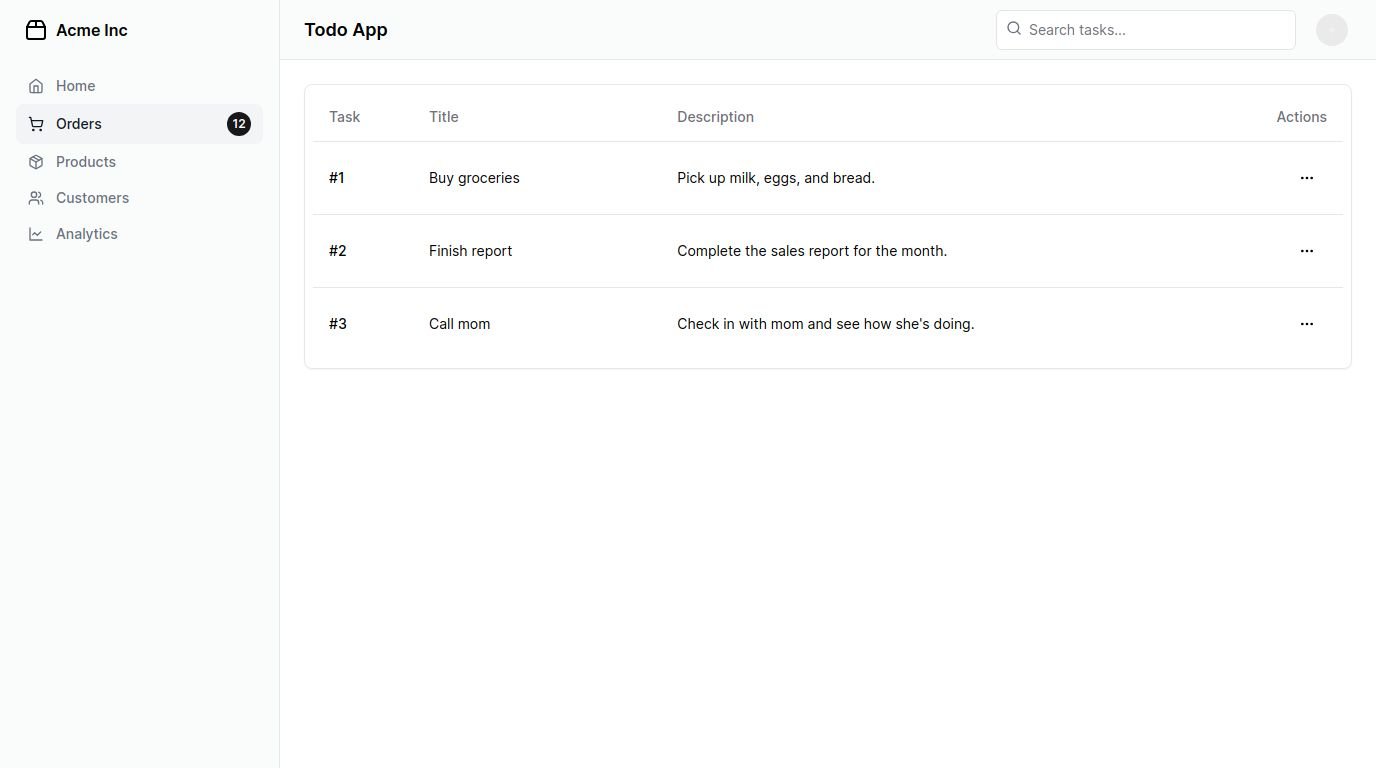 Acme Inc
Home
Orders 12
Products
Customers
Analytics
Todo App
Search tasks...
Task Title Description Actions
#1 Buy groceries Pick up milk, eggs, and bread.
#2 Finish report Complete the sales report for the month.
#3 Call mom Check in with mom and see how she's doing.